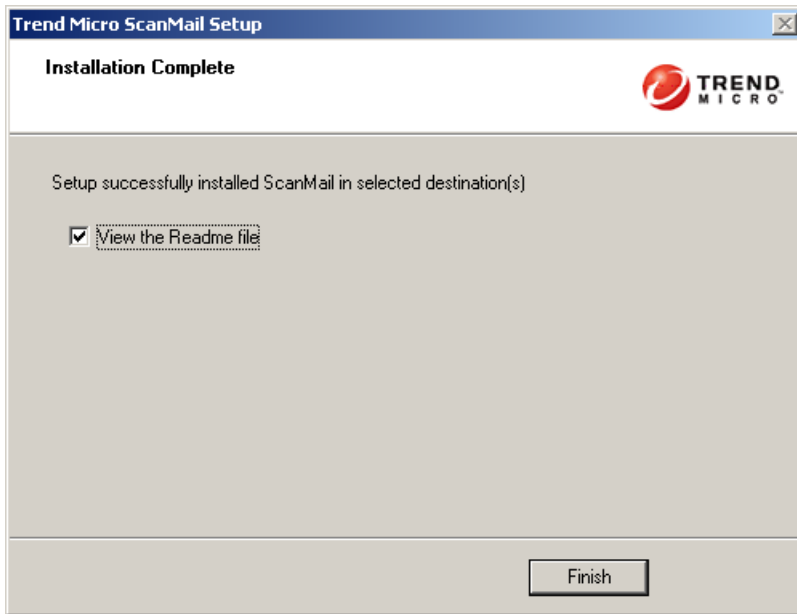 Trend Micro ScanMail Setup
Installation Complete
TREND
MICRO
Setup successfully installed ScanMail in selected destination(s)
View the Readme file
Finish